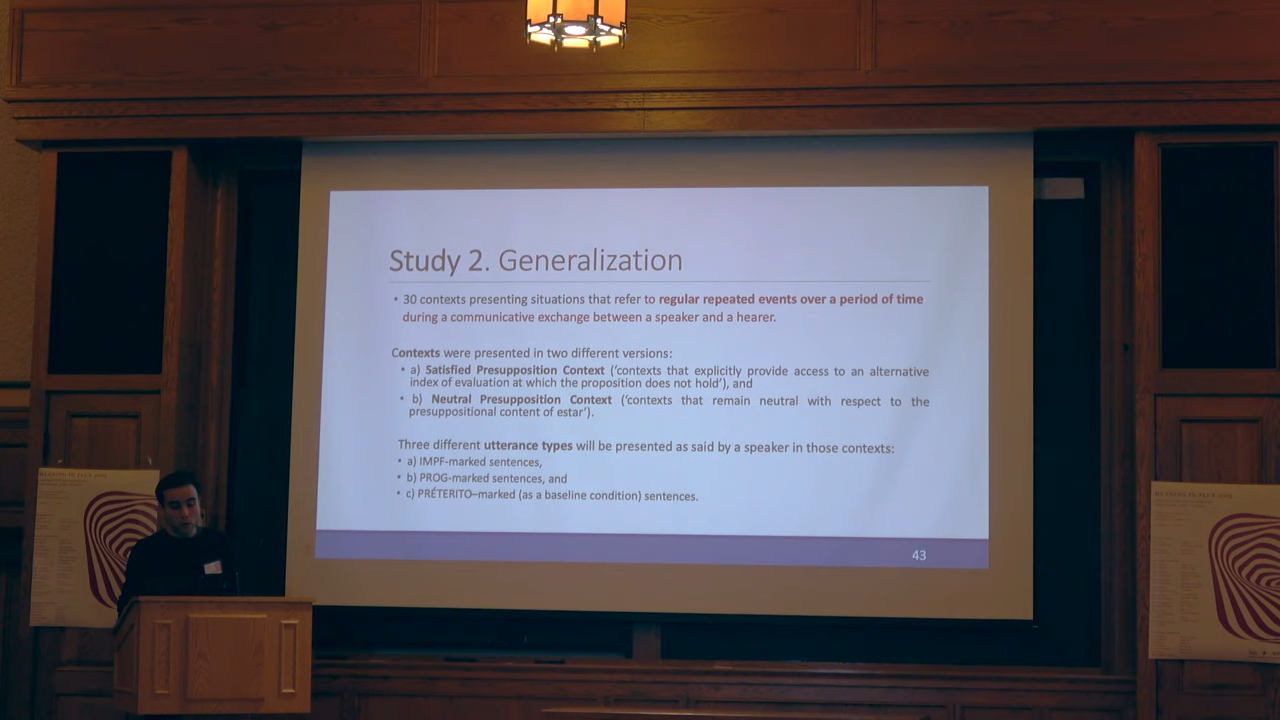 Study 2. Generalization
• 30 contexts presenting situations that refer to regular repeated events over a period of time
during a communicative exchange between a speaker and a hearer.
Contexts were presented in two different versions:
• a) Satisfied Presupposition Context (‘contexts that explicitly provide access to an alternative
index of evaluation at which the proposition does not hold’), and
• b) Neutral Presupposition Context (‘contexts that remain neutral with respect to the
presuppositional content of estar’).
Three different utterance types will be presented as said by a speaker in those contexts:
• a) IMPF-marked sentences,
• b) PROG-marked sentences, and
• c) PRÉTERITO–marked (as a baseline condition) sentences.
43